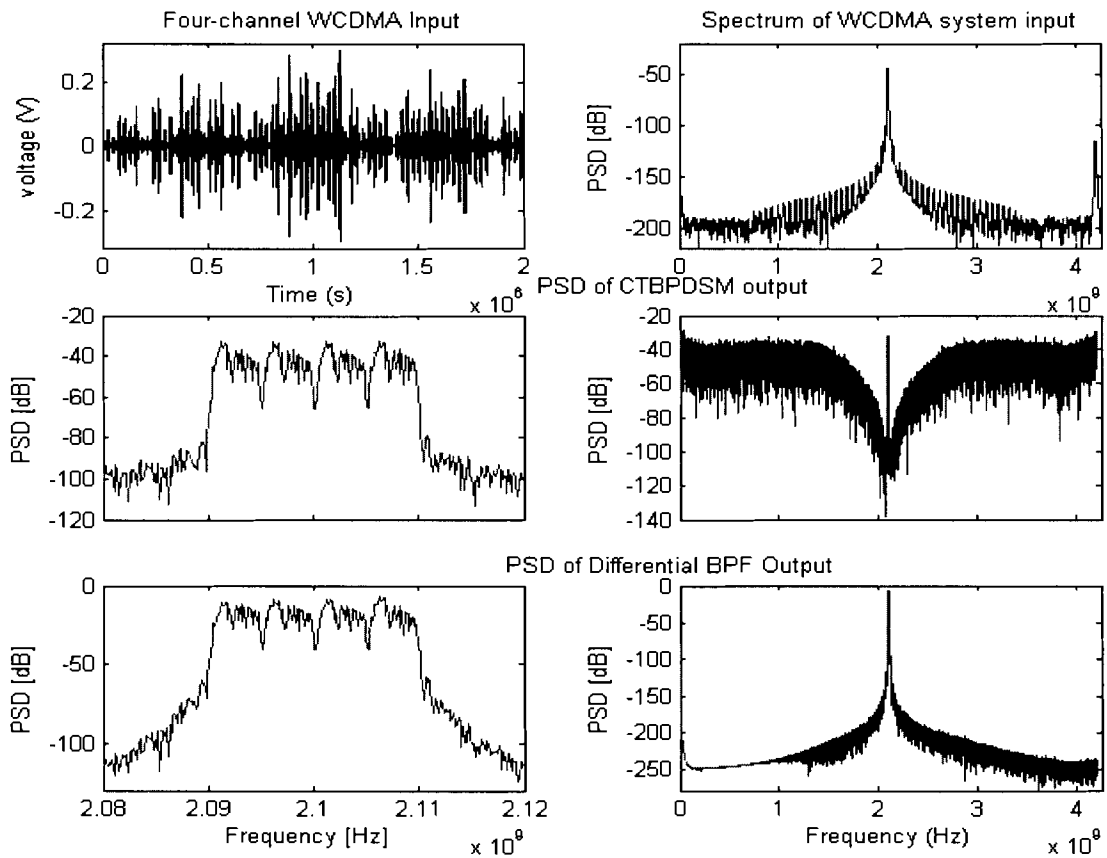 Four-channel WCDMA Input
Spectrum of WCDMA system input
voltage (V)
0.2
0
-0.2
0 0.5 1 1.5 2
Time (s)
x 10^6
PSD [dB]
-50
-100
-150
-200
0 1 2 3 4
x 10^9
PSD of CTBPDSM output
PSD [dB]
-20
-40
-60
-80
-100
-120
PSD [dB]
-20
-40
-60
-80
-100
-120
-140
0 1 2 3 4
PSD of Differential BPF Output
PSD [dB]
0
-50
-100
2.08 2.09 2.1 2.11 2.12
Frequency [Hz]
x 10^9
PSD [dB]
0
-50
-100
-150
-200
-250
0 1 2 3 4
Frequency (Hz)
x 10^9